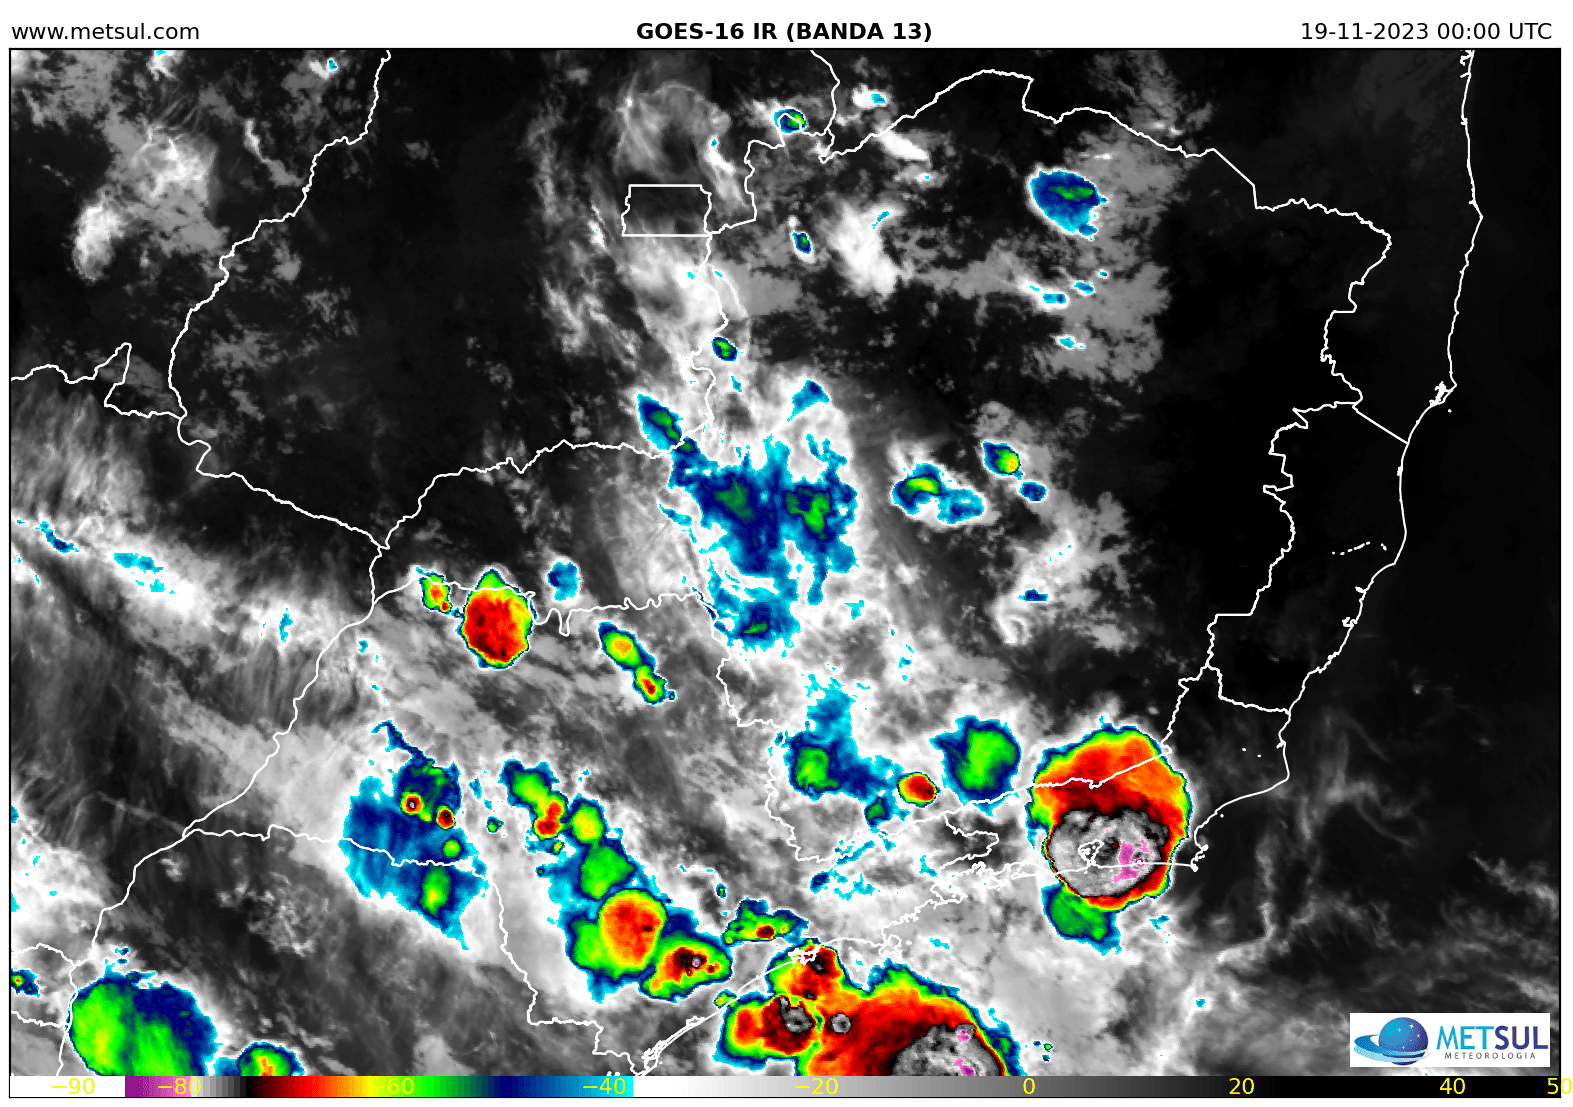 www.metsul.com GOES-16 IR (BANDA 13) 19-11-2023 00:00 UTC
METSUL
METEOROLOGIA
−90 −80 −60 −40 −20 0 20 40 50